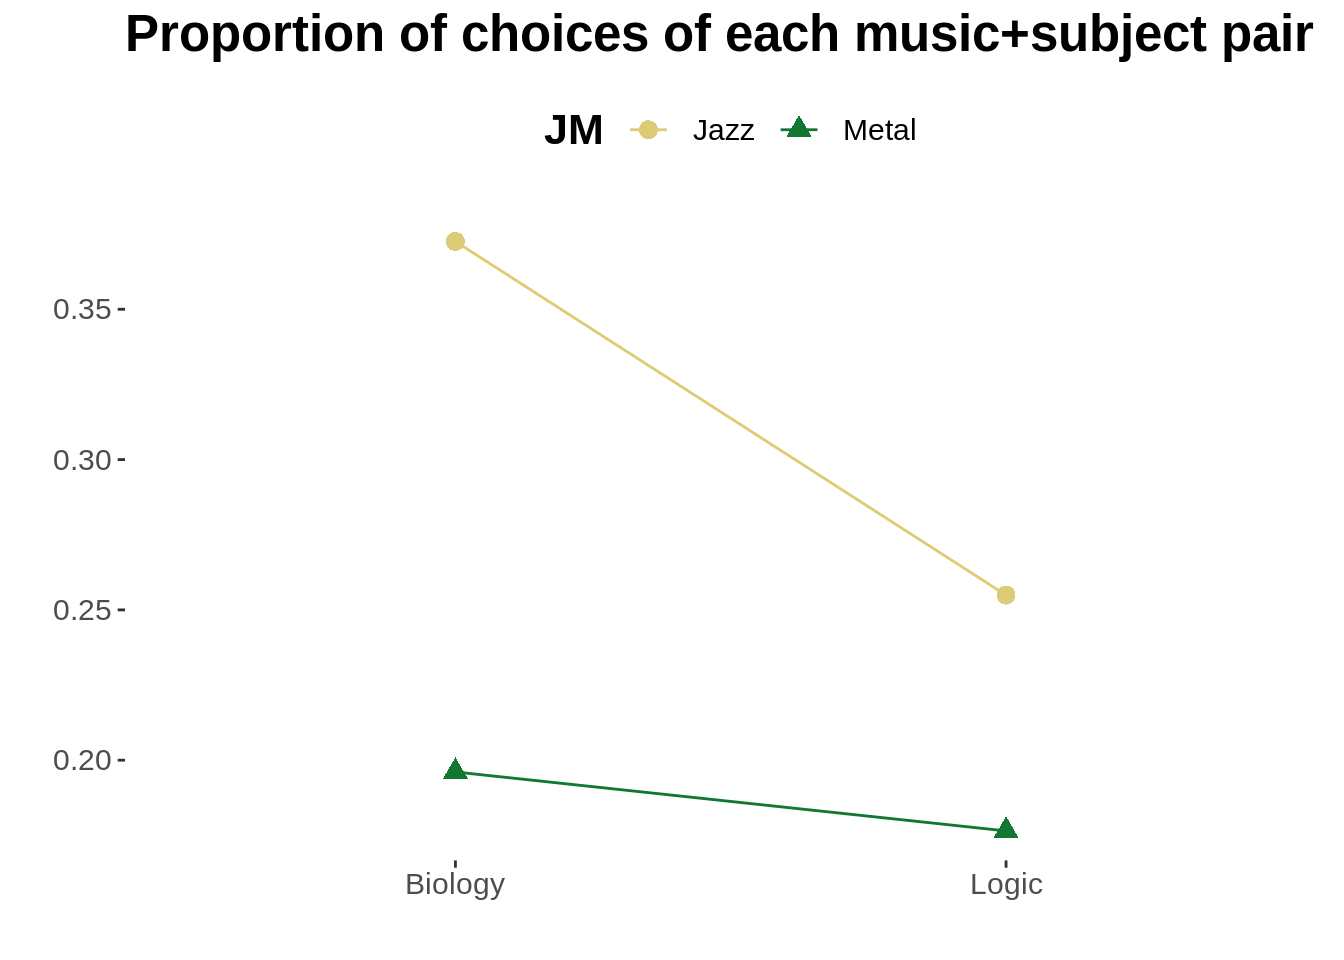 Proportion of choices of each music+subject pair
JM Jazz Metal
0.35
0.30
0.25
0.20
Biology Logic